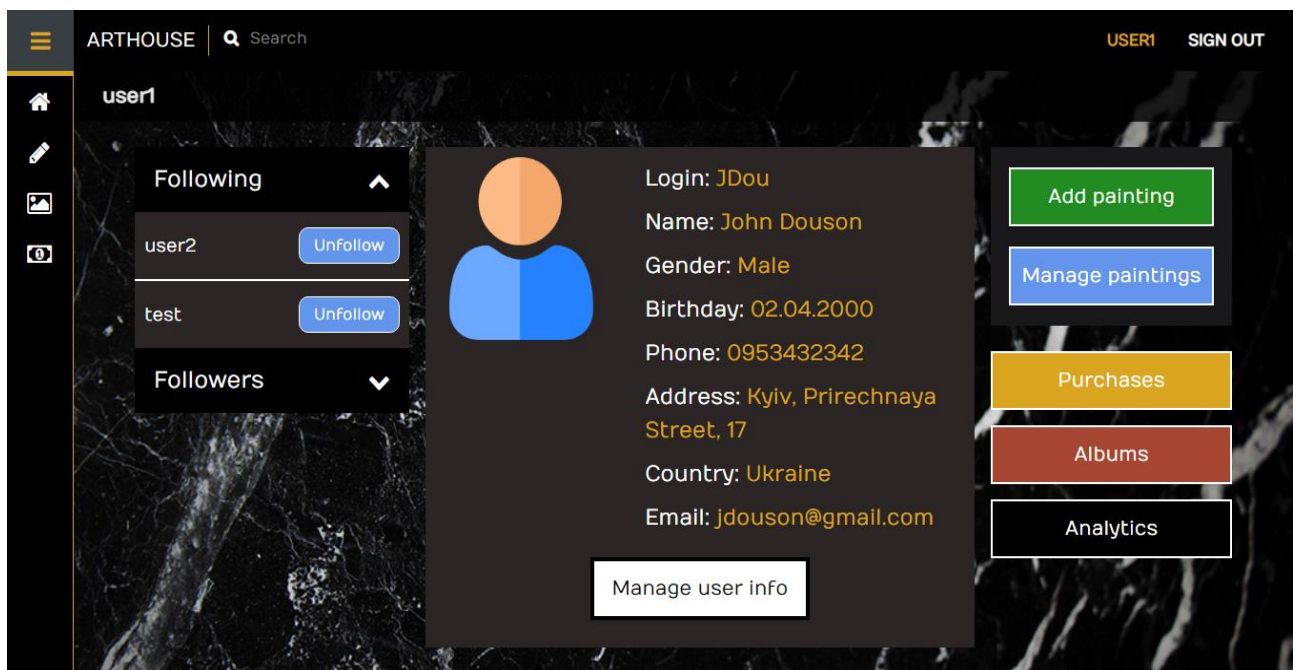 ARTHOUSE
Search
USER1
SIGN OUT
user1
Following
user2
Unfollow
test
Unfollow
Followers
Login: JDou
Name: John Douson
Gender: Male
Birthday: 02.04.2000
Phone: 0953432342
Address: Kyiv, Prirechnaya
Street, 17
Country: Ukraine
Email: jdouson@gmail.com
Manage user info
Add painting
Manage paintings
Purchases
Albums
Analytics